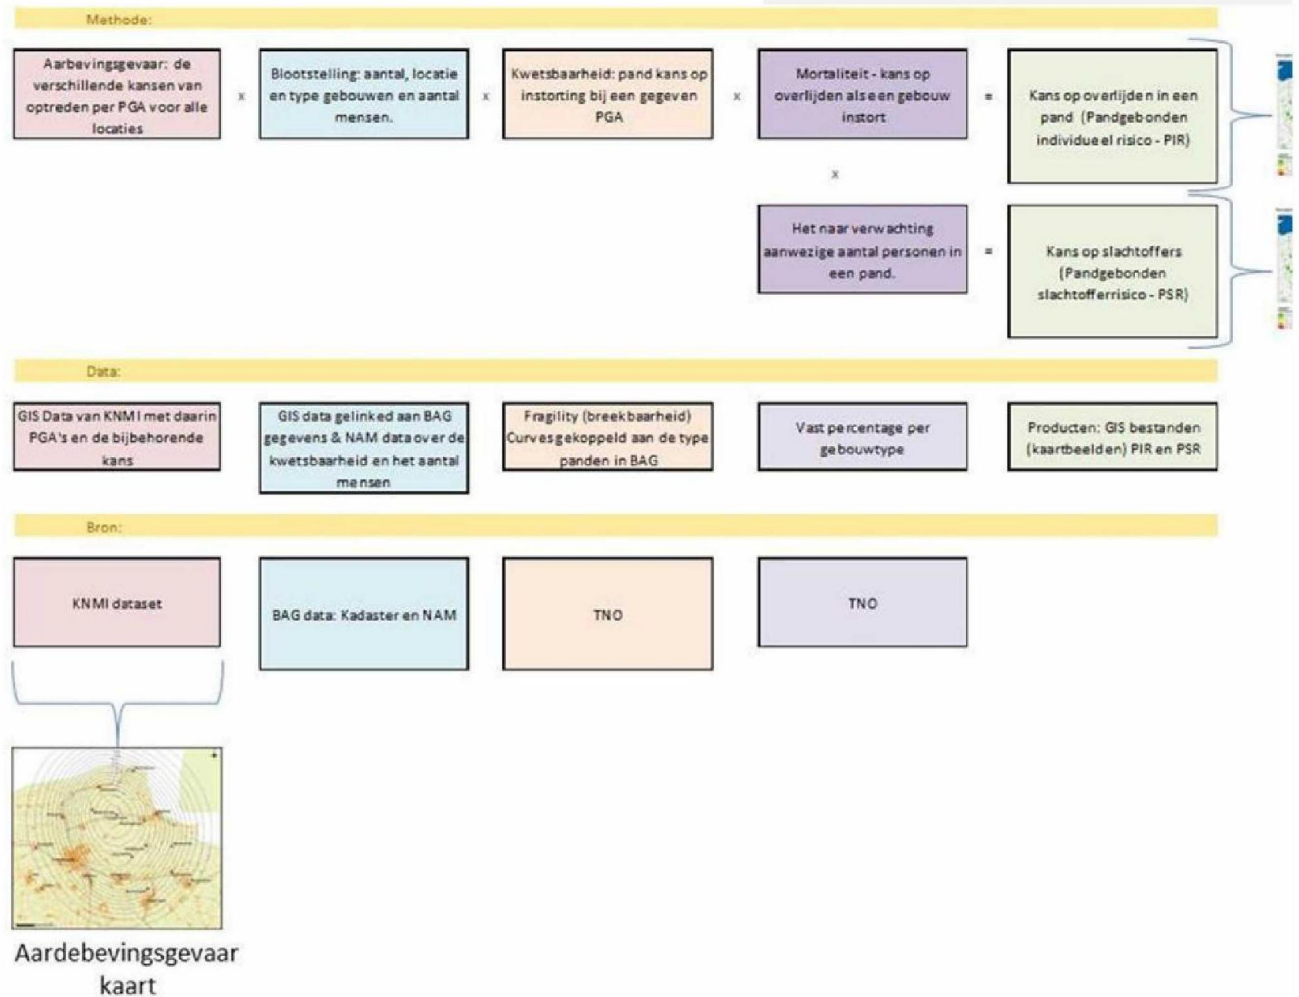 Methode:
Aarbevingsgevaar: de
verschillende kansen van
optreden per PGA voor alle
locaties
x
Blootstelling: aantal, locatie
en type gebouwen en aantal
mensen.
x
Kwetsbaarheid: pand kans op
instorting bij een gegeven
PGA
x
Mortaliteit - kans op
overlijden als een gebouw
instort
=
Kans op overlijden in een
pand (Pandgebonden
individueel risico - PIR)
x
Het naar verwachting
aanwezige aantal personen in
een pand.
=
Kans op slachtoffers
(Pandgebonden
slachtofferrisico - PSR)
Data:
GIS Data van KNMI met daarin
PGA's en de bijbehorende
kans
GIS data gelinked aan BAG
gegevens & NAM data over de
kwetsbaarheid en het aantal
mensen
Fragility (breekbaarheid)
Curves gekoppeld aan de type
panden in BAG
Vast percentage per
gebouwtype
Producten: GIS bestanden
(kaartbeelden) PIR en PSR
Bron:
KNMI dataset
BAG data: Kadaster en NAM
TNO
TNO
Aardebevingsgevaar
kaart